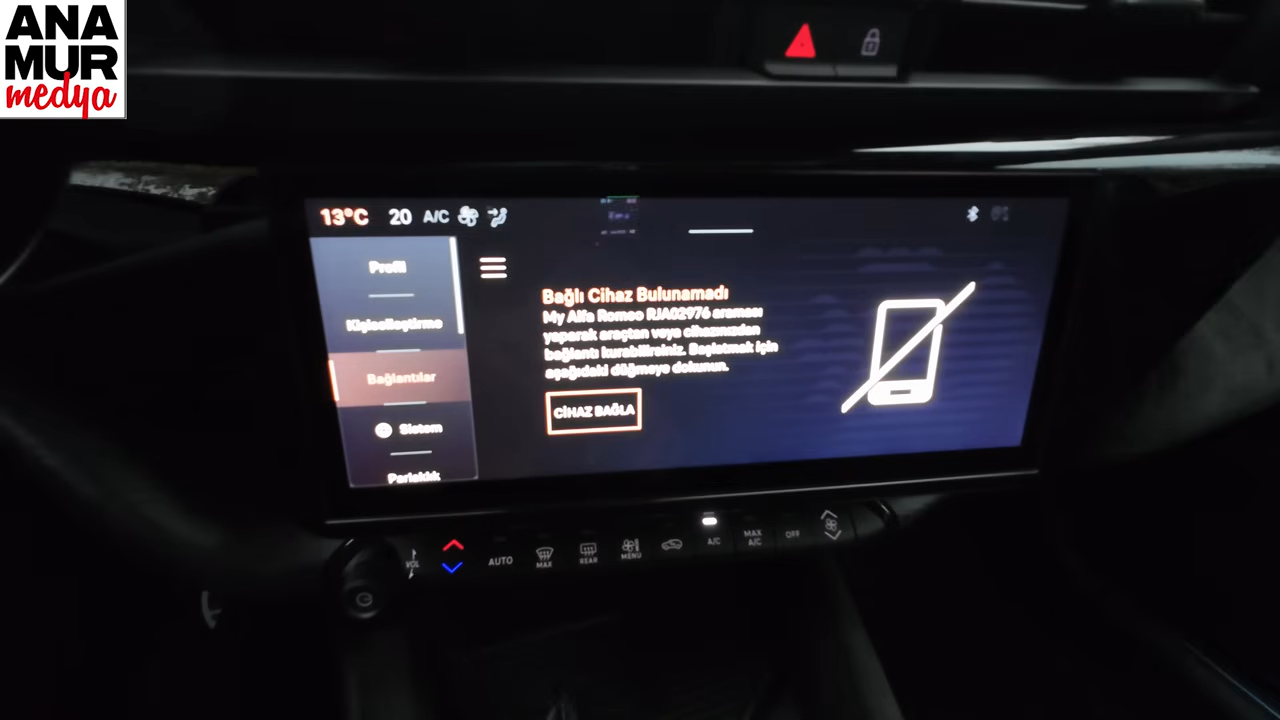 ANA
MUR
medya
13°C 20 A/C
Profil
Kişiselleştirme
Bağlantılar
Sistem
Parlaklık
Bağlı Cihaz Bulunamadı
My Alfa Romeo RJA02976 araması
yaparak araçtan veya cihazınızdan
bağlantı kurabilirsiniz. Başlatmak için
aşağıdaki düğmeye dokunun.
CİHAZ BAĞLA
VOL
AUTO
MAX
REAR
MENU
A/C
MAX
A/C
OFF